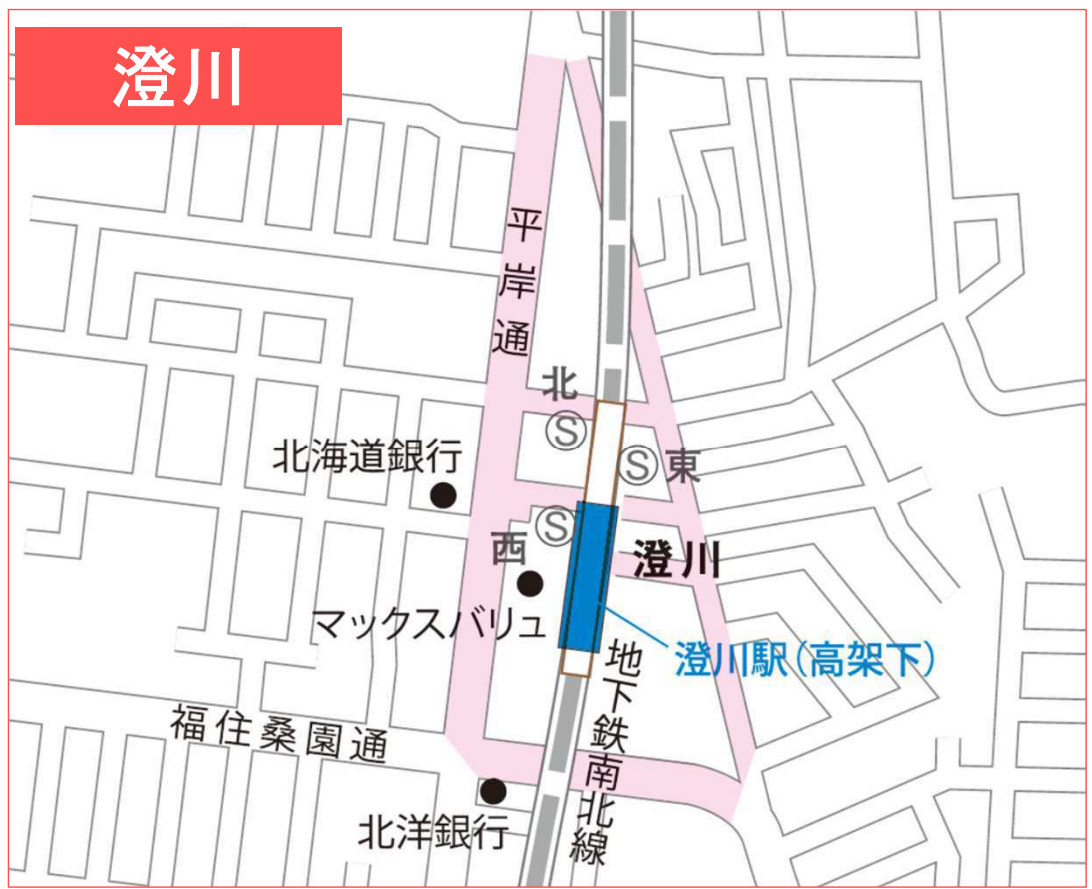 澄川
平岸通
北
Ⓢ
Ⓢ東
北海道銀行
Ⓢ
西
澄川
マックスバリュ
澄川駅(高架下)
地下鉄南北線
福住桑園通
北洋銀行